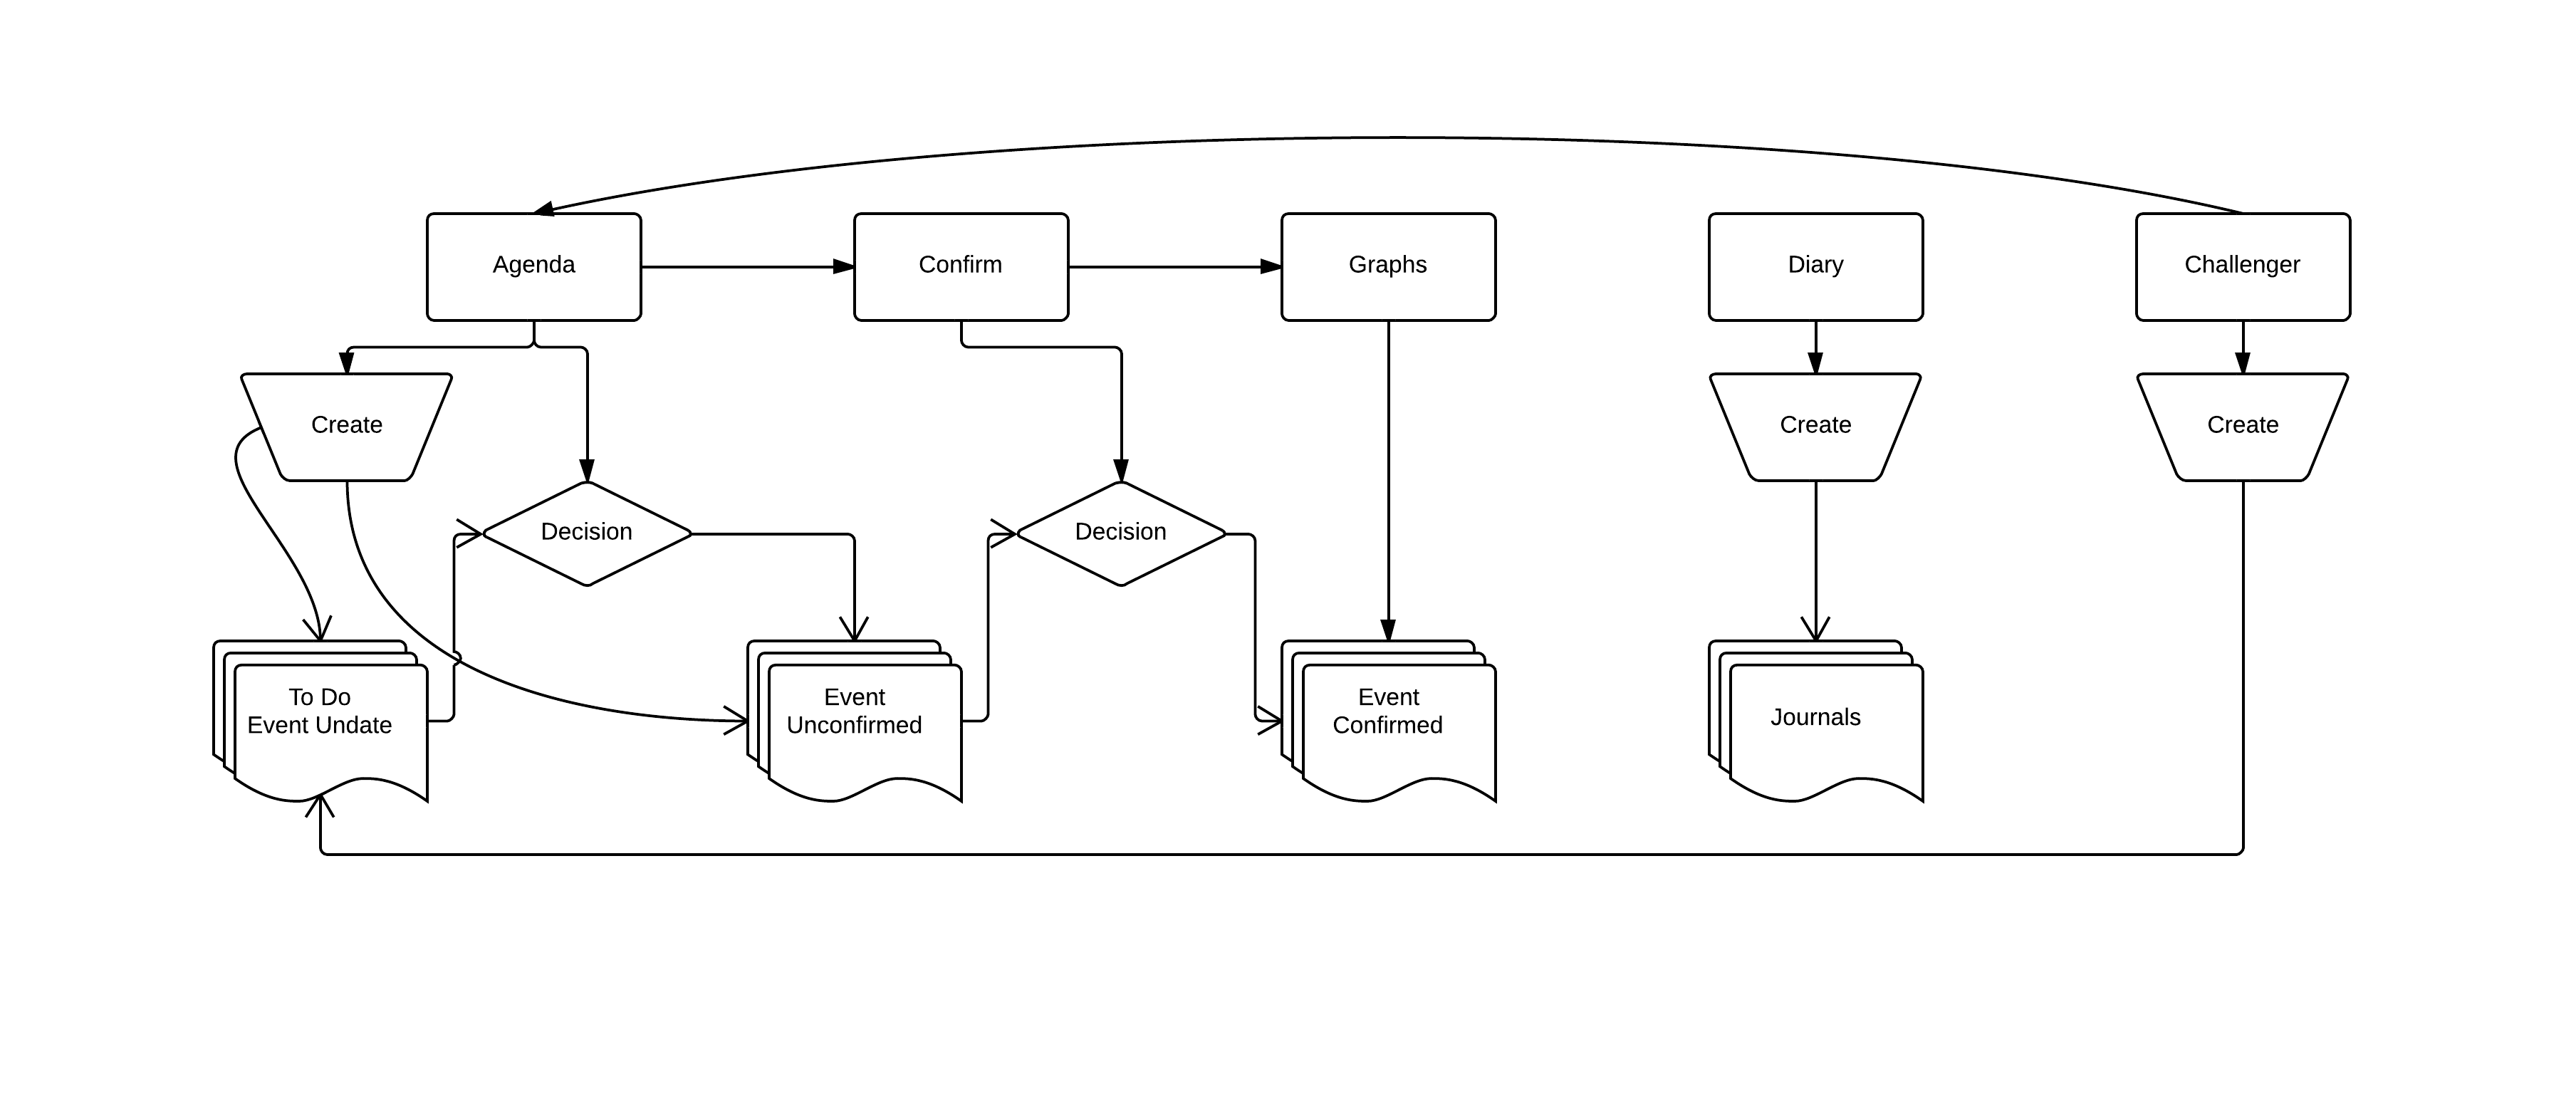 Agenda
Confirm
Graphs
Diary
Challenger
Create
Create
Create
Decision
Decision
To Do
Event Undate
Event
Unconfirmed
Event
Confirmed
Journals